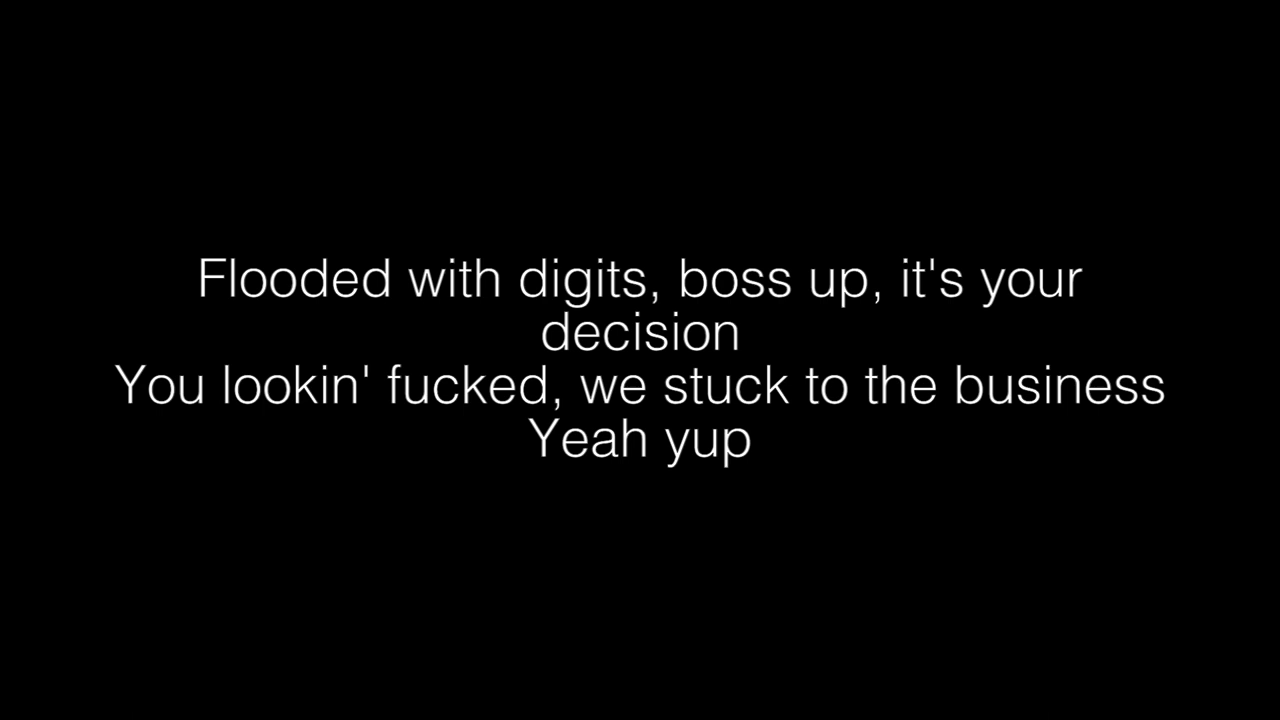 Flooded with digits, boss up, it's your
decision
You lookin' fucked, we stuck to the business
Yeah yup